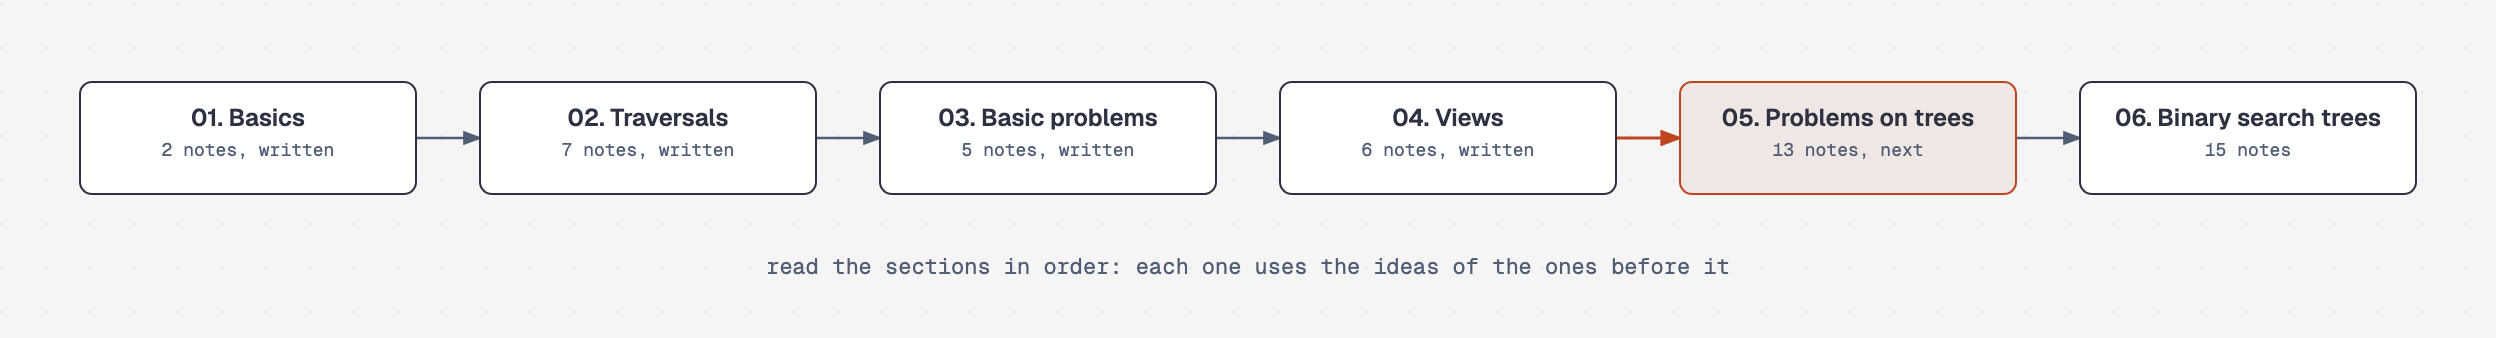 01. Basics
2 notes, written
02. Traversals
7 notes, written
03. Basic problems
5 notes, written
04. Views
6 notes, written
05. Problems on trees
13 notes, next
06. Binary search trees
15 notes
read the sections in order: each one uses the ideas of the ones before it